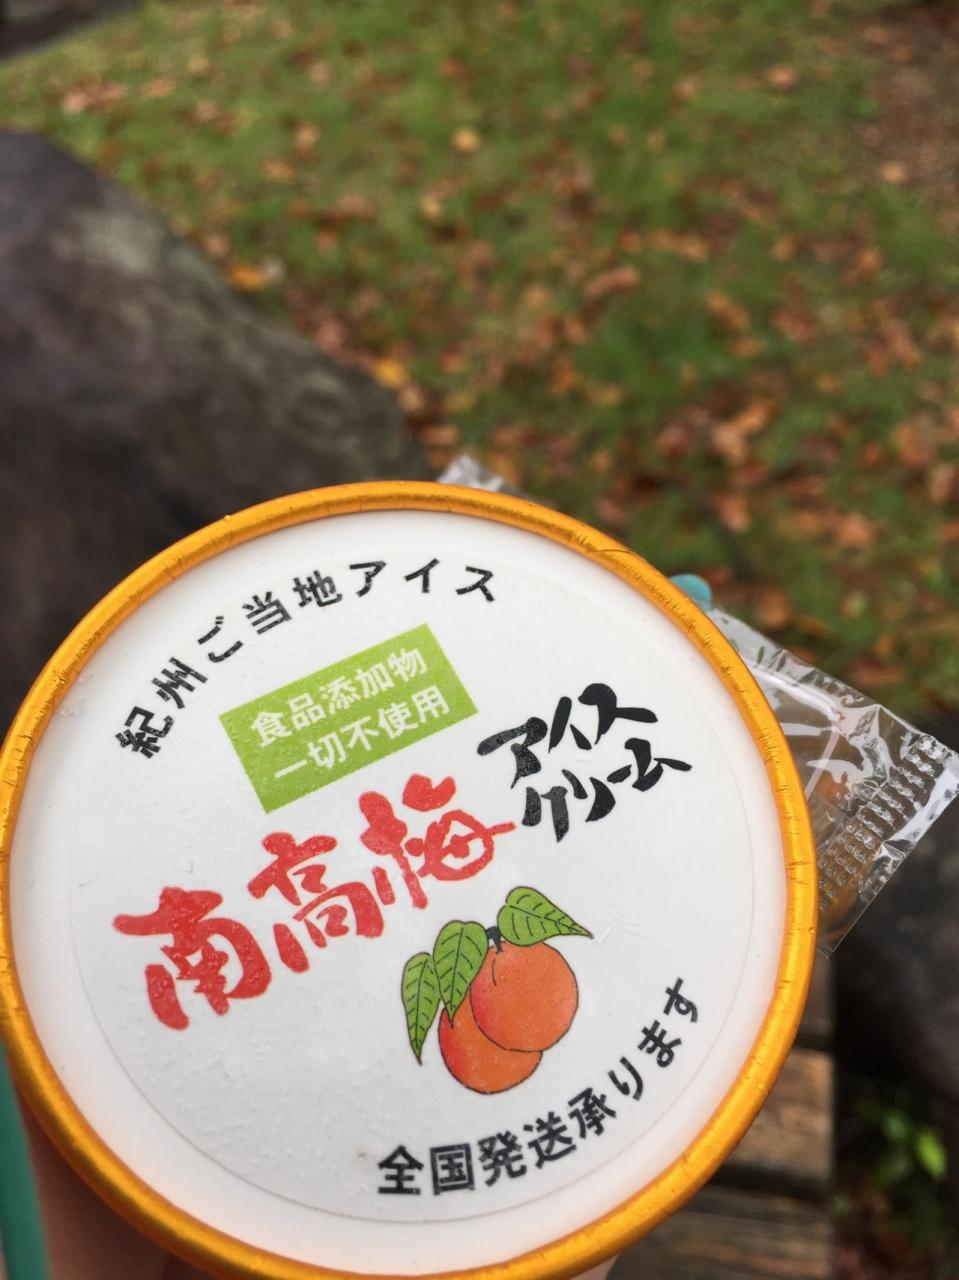 紀州ご当地アイス
食品添加物
一切不使用
南高梅
アイス
クリーム
全国発送承ります